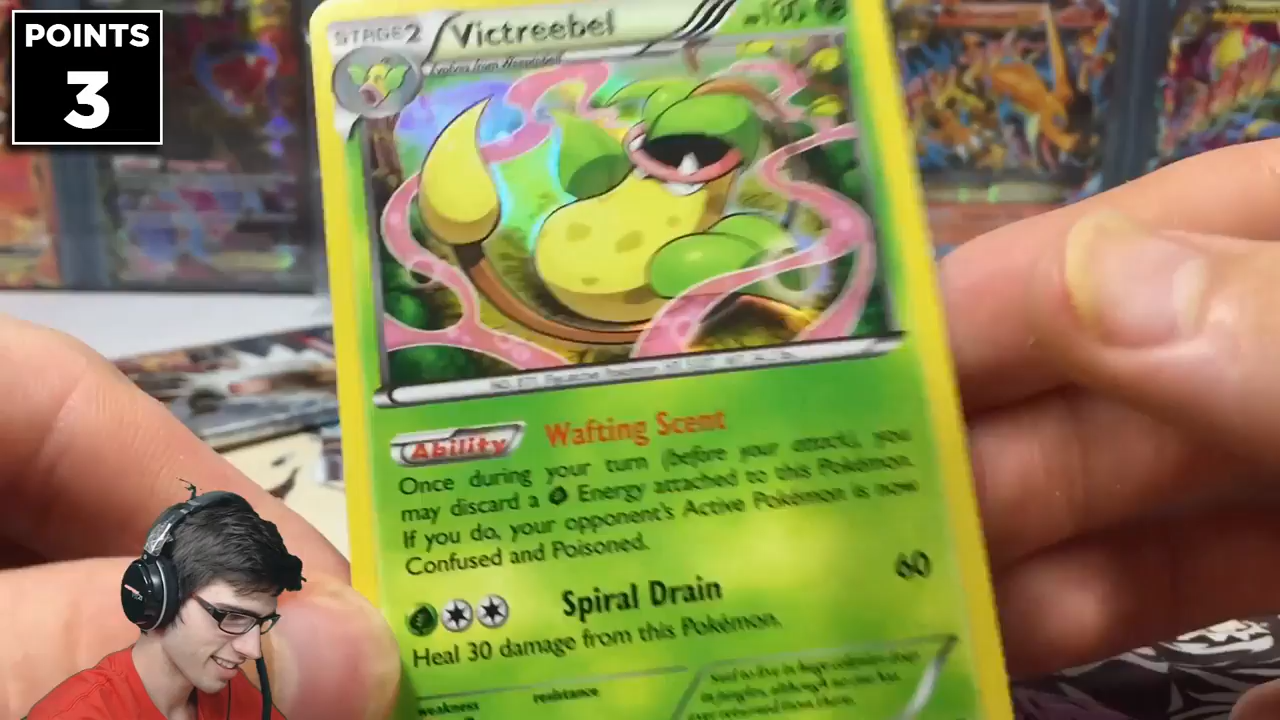 POINTS
3
STAGE2 Victreebel
Evolves from Weepinbell
Ability Wafting Scent
Once during your turn (before your attack), you
may discard a Energy attached to this Pokémon.
If you do, your opponent's Active Pokémon is now
Confused and Poisoned.
Spiral Drain 60
Heal 30 damage from this Pokémon.
weakness resistance